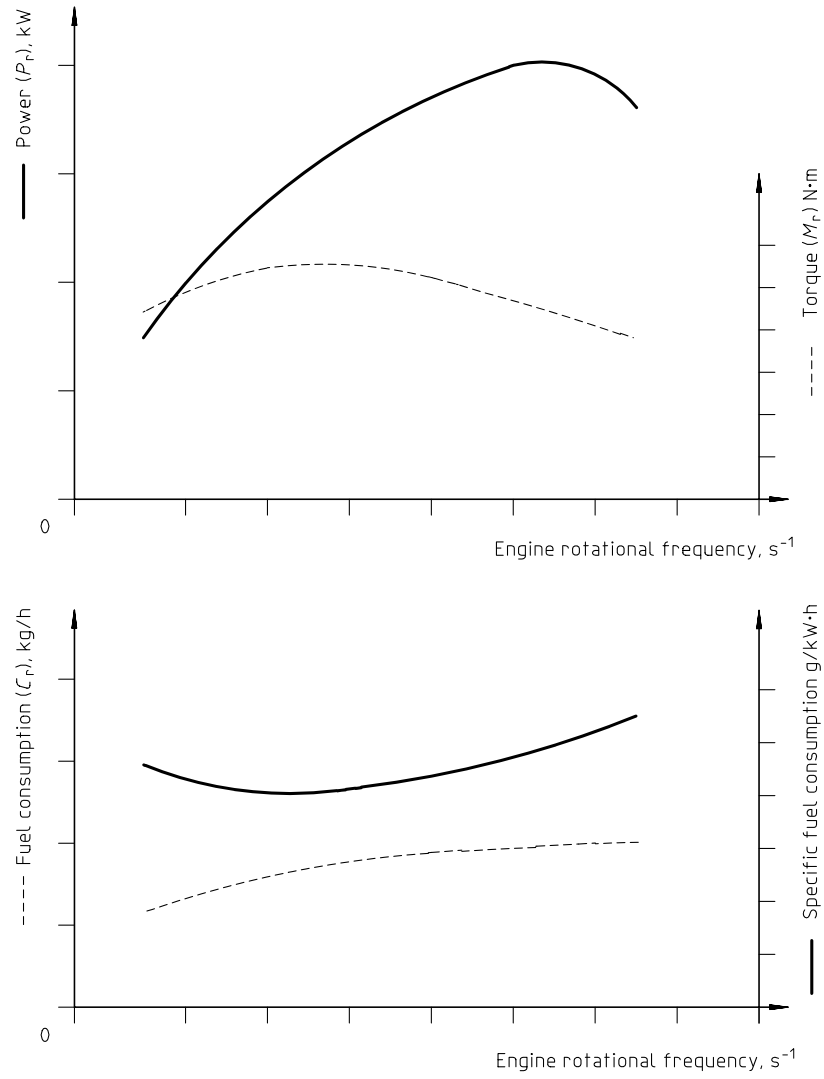 Power (Pr), kW
Torque (Mr) N·m
0
Engine rotational frequency, s⁻¹
Fuel consumption (Cr), kg/h
Specific fuel consumption g/kW·h
0
Engine rotational frequency, s⁻¹